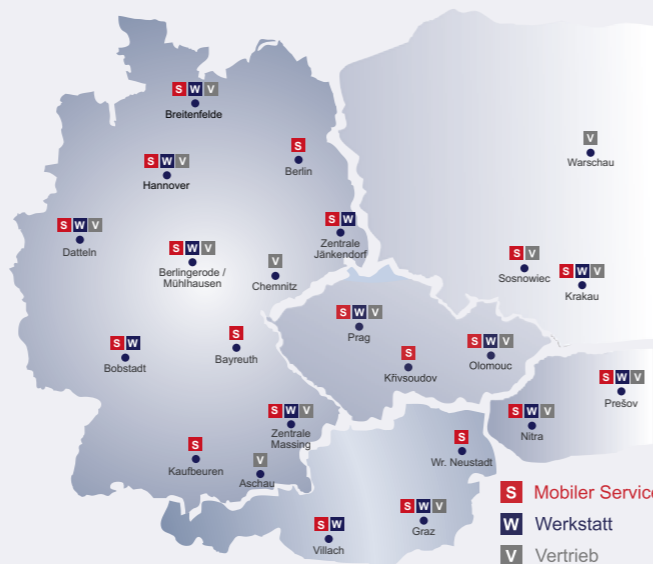 S W V
Breitenfelde
S
Berlin
V
Warschau
S W V
Hannover
S W V
Datteln
S W
Zentrale
Jänkendorf
S W V
Berlingerode /
Mühlhausen
V
Chemnitz
S V
Sosnowiec
S W V
Krakau
S W V
Prag
S
Bayreuth
S W
Bobstadt
S
Křivsoudov
S W V
Olomouc
S W V
Prešov
S W V
Zentrale
Massing
S W V
Nitra
S
Kaufbeuren
V
Aschau
S
Wr. Neustadt
S W
Villach
S W V
Graz
S Mobiler Service
W Werkstatt
V Vertrieb